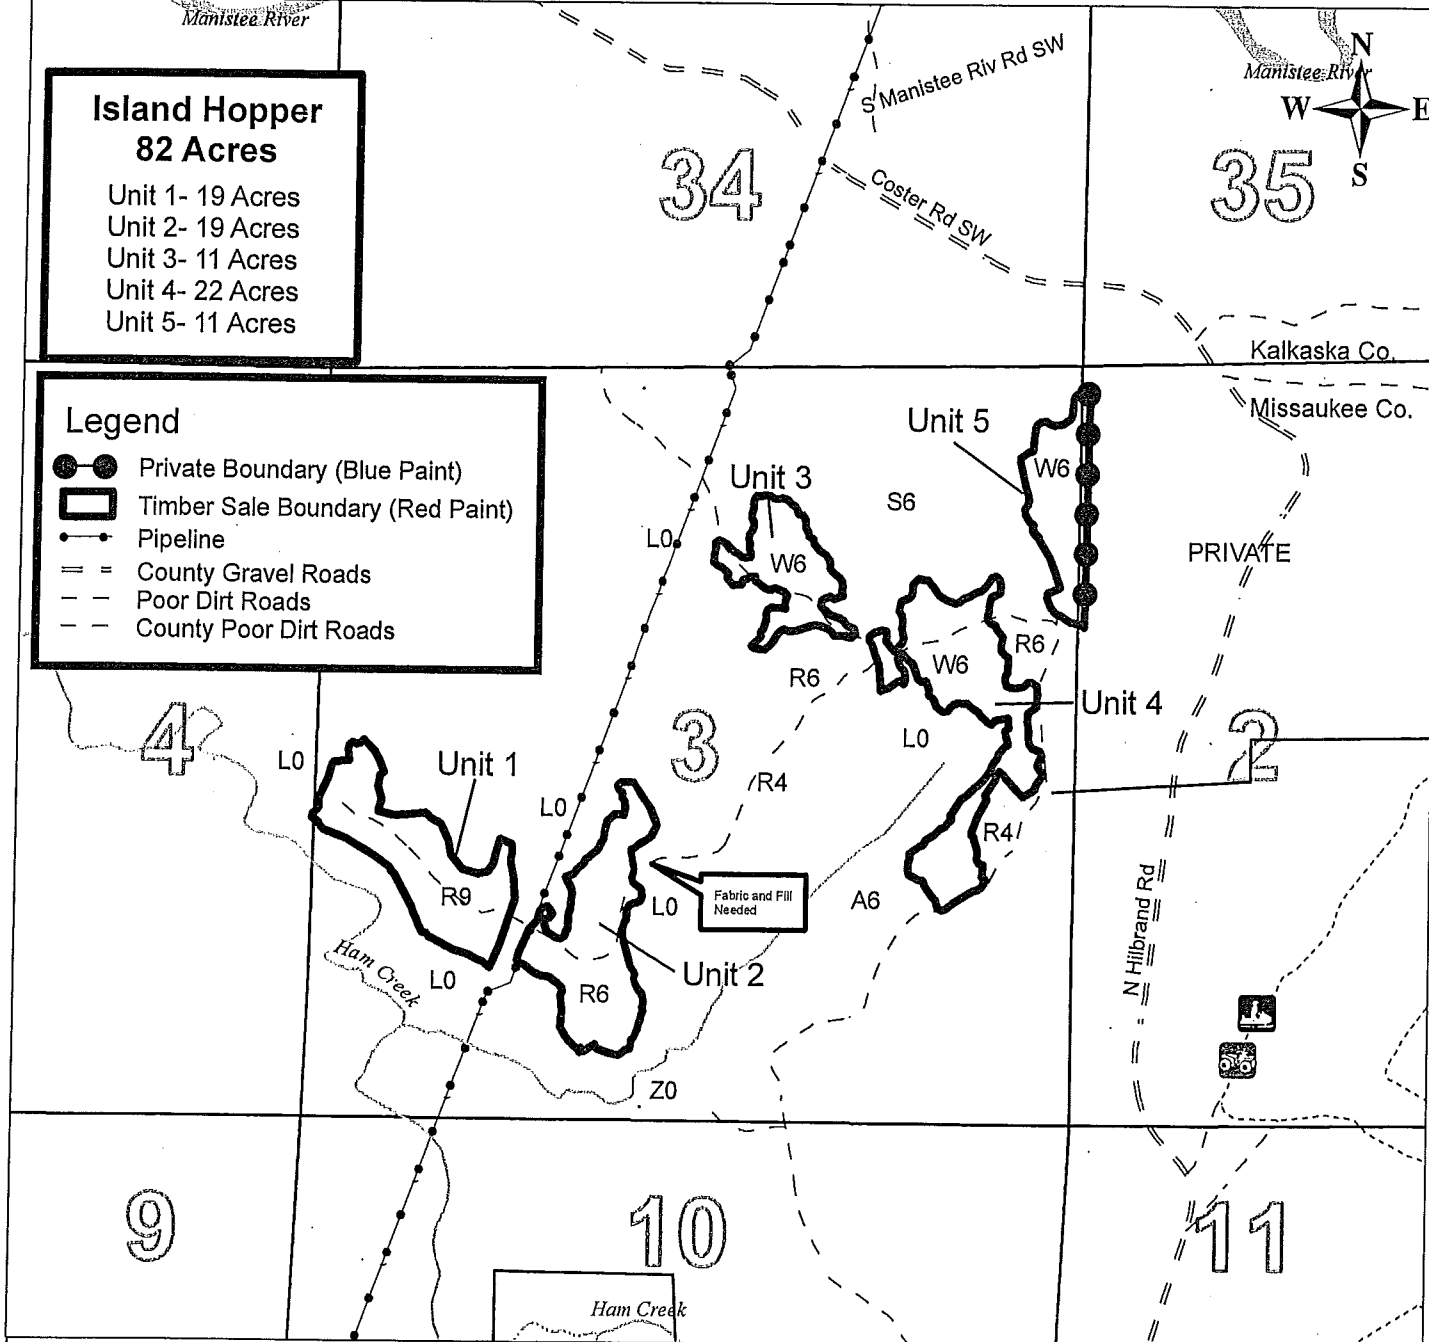 Manistee River
N
Manistee River
W E
S
Island Hopper
82 Acres
Unit 1- 19 Acres
Unit 2- 19 Acres
Unit 3- 11 Acres
Unit 4- 22 Acres
Unit 5- 11 Acres
S Manistee Riv Rd SW
34
35
Coster Rd SW
Kalkaska Co.
Missaukee Co.
Legend
Private Boundary (Blue Paint)
Timber Sale Boundary (Red Paint)
Pipeline
County Gravel Roads
Poor Dirt Roads
County Poor Dirt Roads
Unit 5
W6
Unit 3
S6
L0
W6
PRIVATE
R6
W6
R6
Unit 4
4
3
2
L0
L0
Unit 1
R4
L0
R4
R9
Fabric and Fill
Needed
L0
A6
N Hilbrand Rd
Ham Creek
L0
Unit 2
R6
Z0
9
10
11
Ham Creek